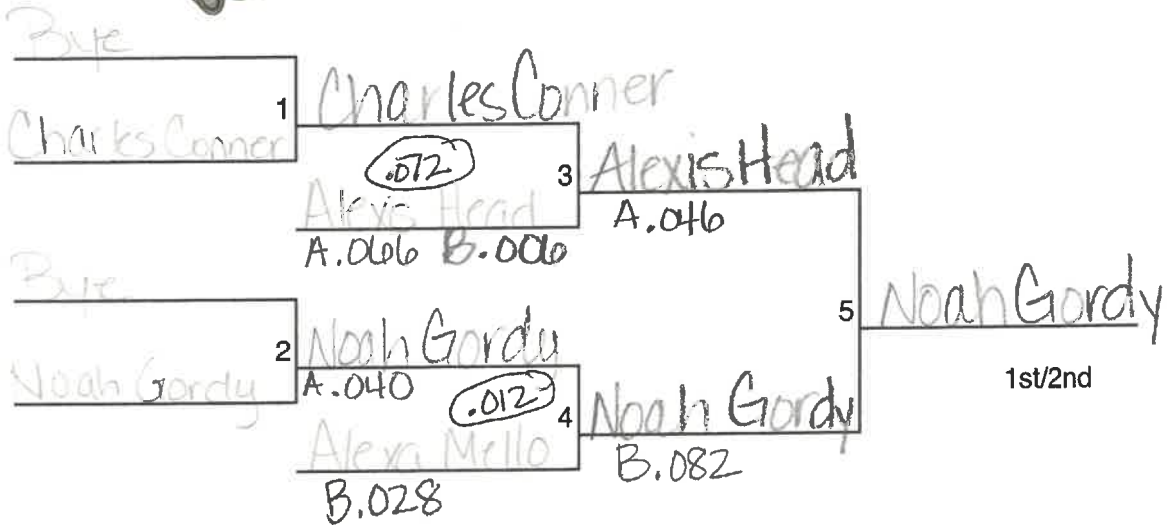 Bye
1
Charles Conner
Charles Conner
.072
3
Alexis Head
Alexis Head
A.066 B.006
A.046
Bye
2
Noah Gordy
5
Noah Gordy
Noah Gordy
A.040
.012
4
Noah Gordy
1st/2nd
Alexa Mello
B.028
B.082